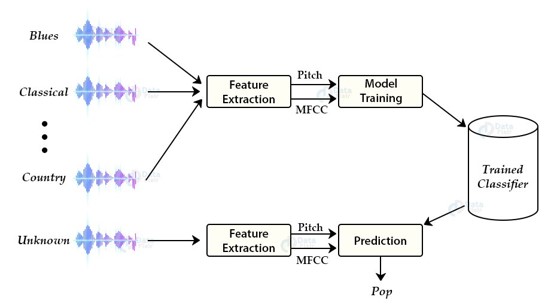 Blues
Classical
Country
Unknown
Feature
Extraction
Pitch
MFCC
Model
Training
Trained
Classifier
Feature
Extraction
Pitch
MFCC
Prediction
Pop